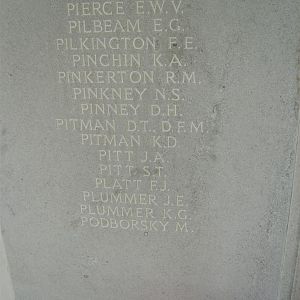 PIERCE E.W.V.
PILBEAM E.G.
PILKINGTON F.E.
PINCHIN K.A.
PINKERTON R.M.
PINKNEY N.S.
PINNEY D.H.
PITMAN D.T., D.F.M.
PITMAN K.D.
PITT J.A.
PITT S.T.
PLATT F.J.
PLUMMER J.E.
PLUMMER K.G.
PODBORSKY M.